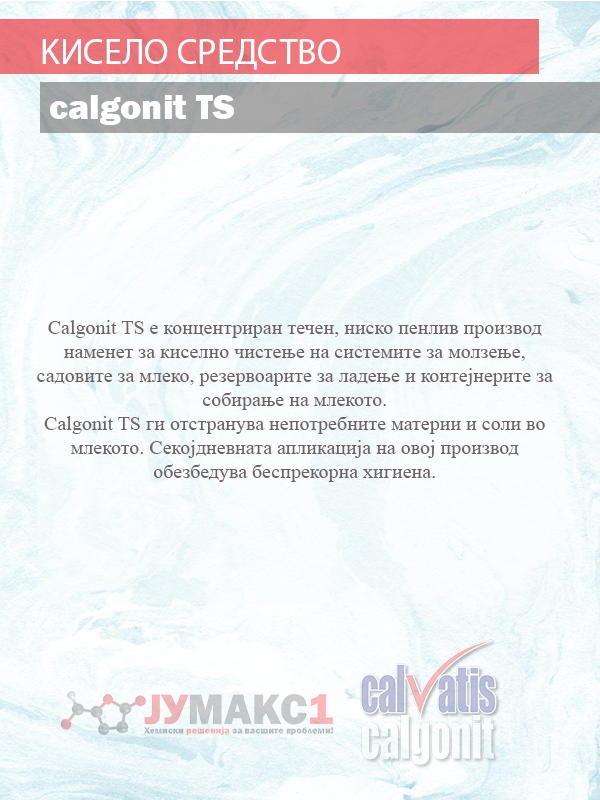 КИСЕЛО СРЕДСТВО
calgonit TS
Calgonit TS е концентриран течен, ниско пенлив производ
наменет за киселно чистење на системите за молзење,
садовите за млеко, резервоарите за ладење и контејнерите за
собирање на млекото.
Calgonit TS ги отстранува непотребните материи и соли во
млекото. Секојдневната апликација на овој производ
обезбедува беспрекорна хигиена.
ЈУМАКС1
Хемиски решенија за вашите проблеми!
calvatis
calgonit